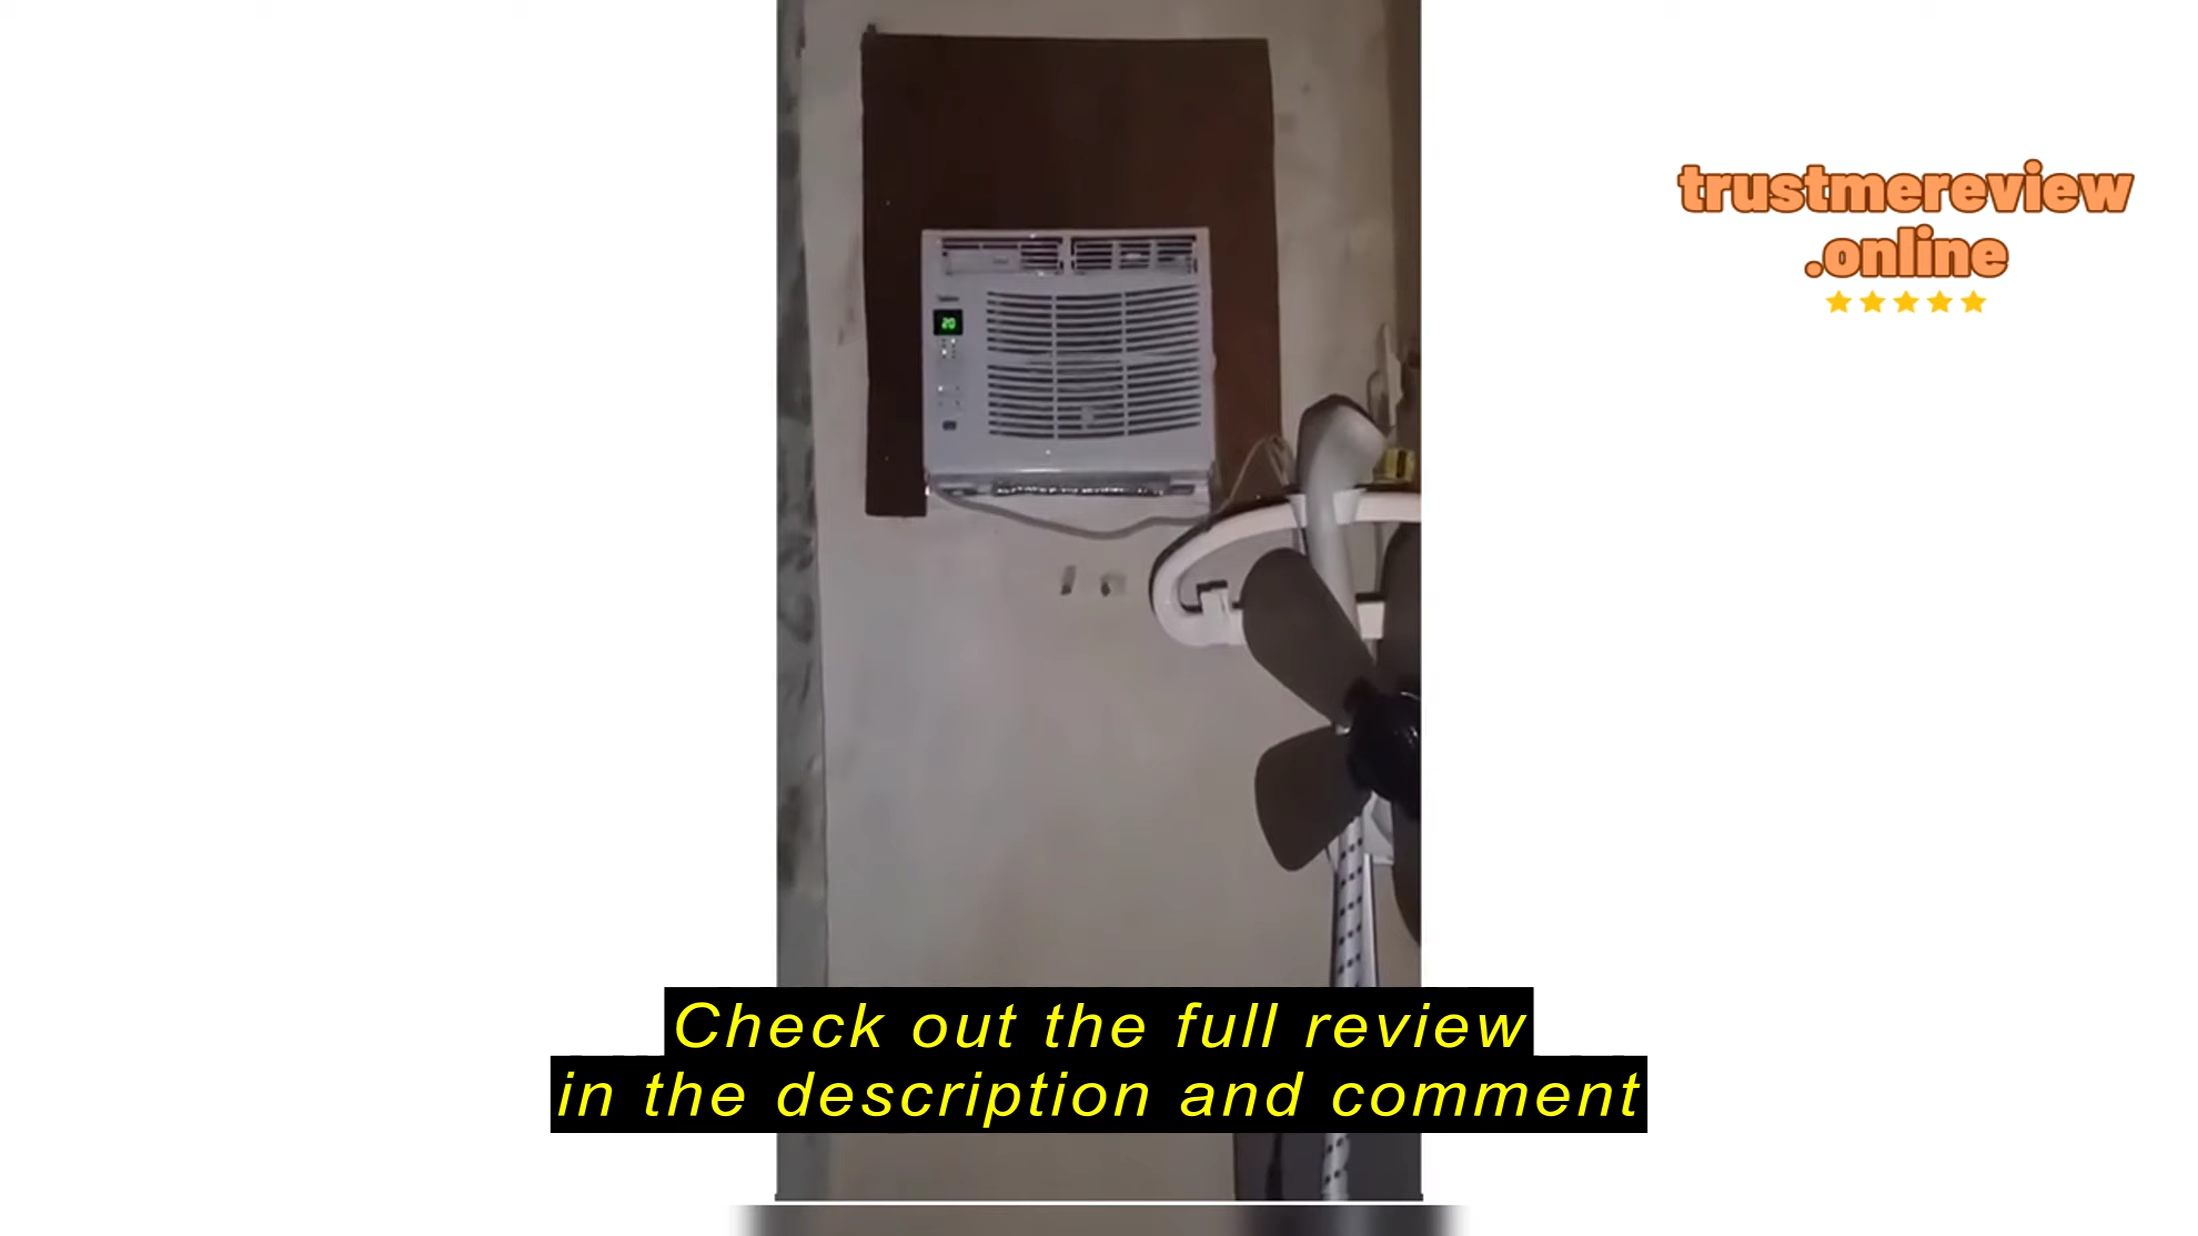 trustmereview
.online
20
Check out the full review
in the description and comment